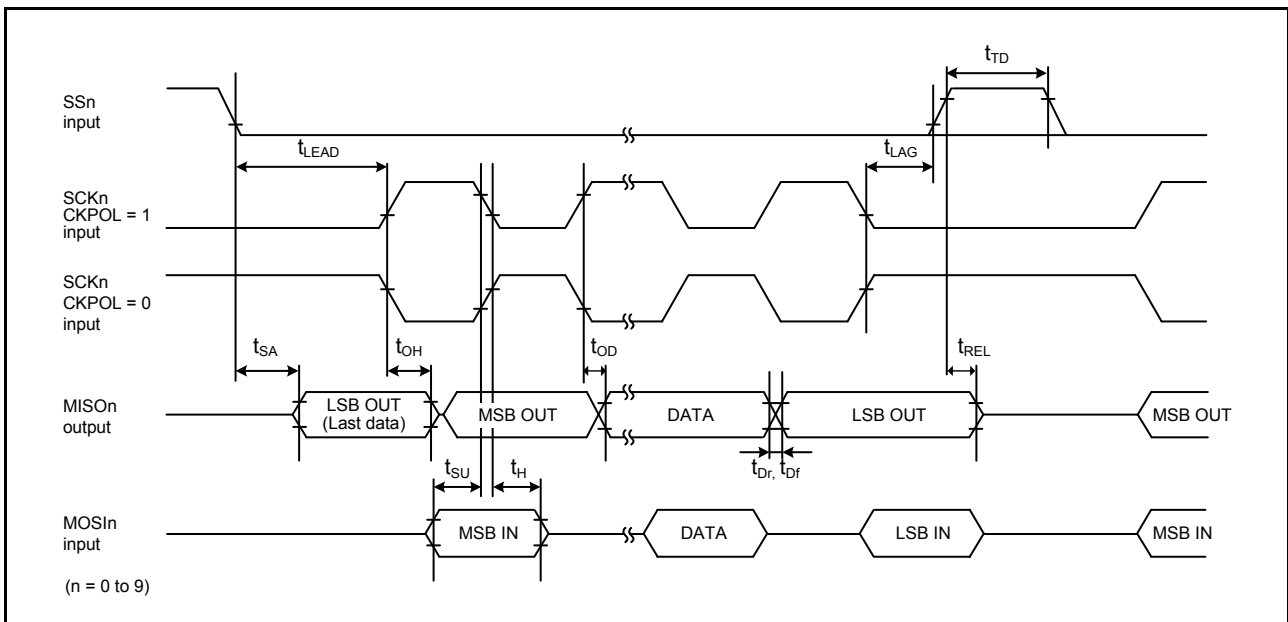 tTD
SSn
input
tLEAD
tLAG
SCKn
CKPOL = 1
input
SCKn
CKPOL = 0
input
tSA
tOH
tOD
tREL
MISOn
output
LSB OUT
(Last data)
MSB OUT
DATA
LSB OUT
MSB OUT
tSU
tH
tDr, tDf
MOSIn
input
MSB IN
DATA
LSB IN
MSB IN
(n = 0 to 9)